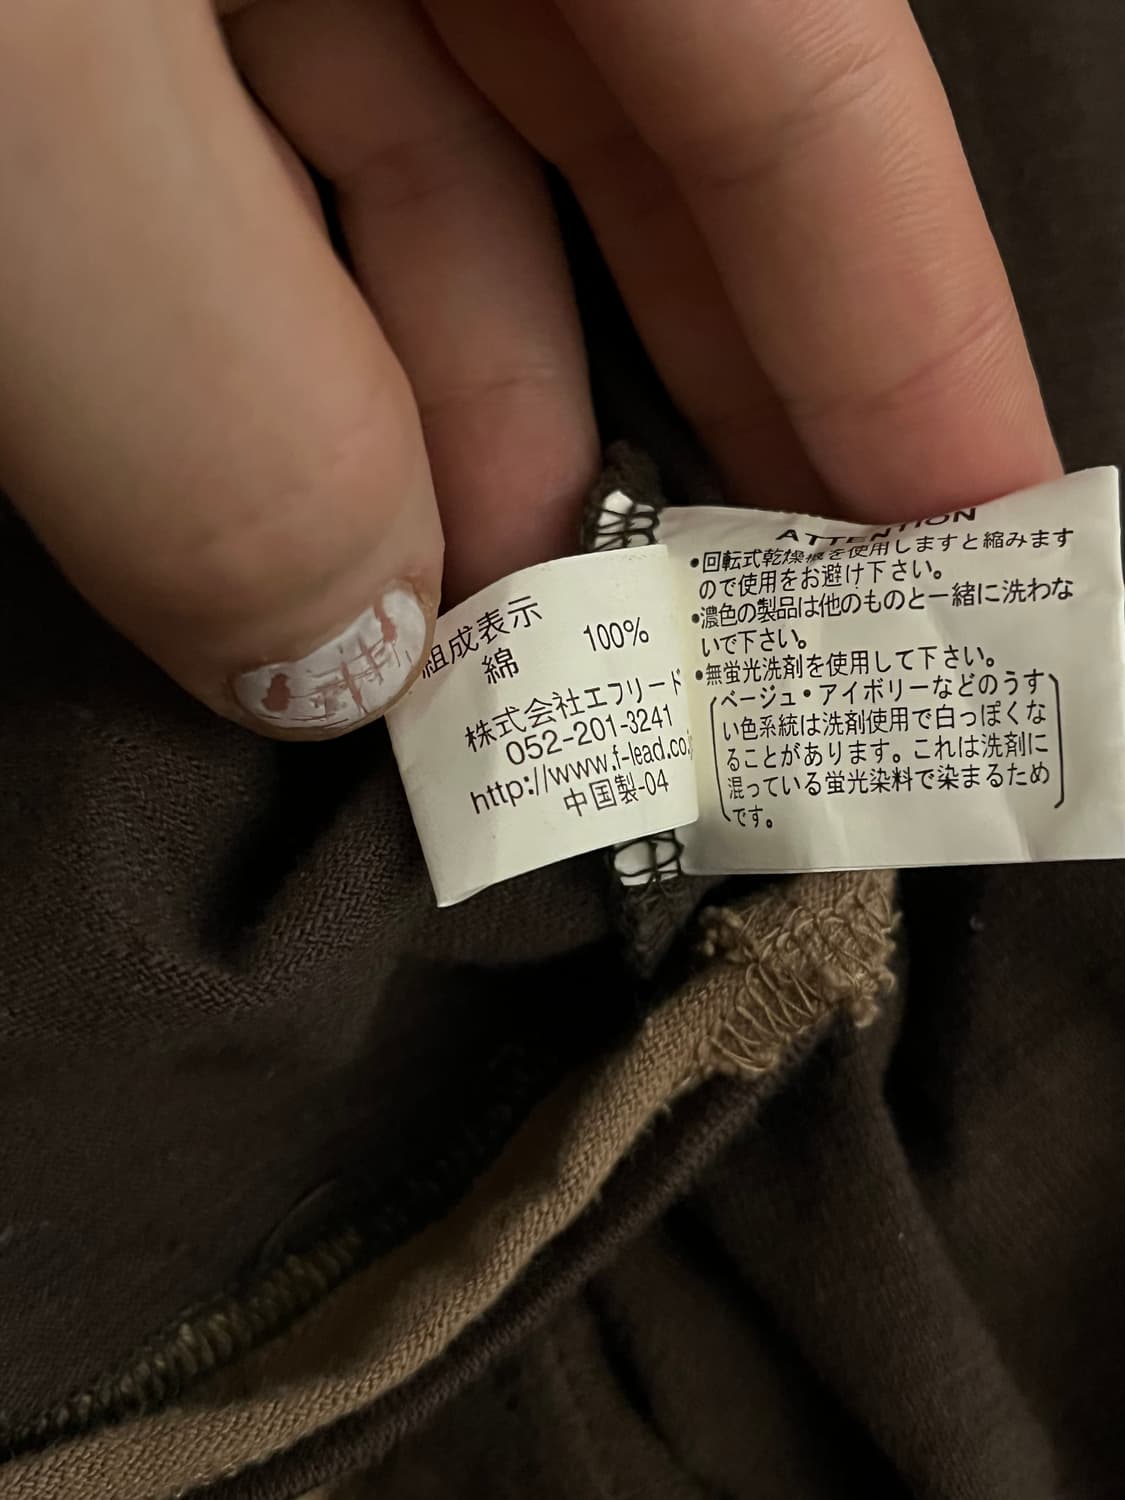 組成表示
綿 100%
株式会社エフリード
052-201-3241
http://www.f-lead.co.j
中国製-04
ATTENTION
•回転式乾燥機を使用しますと縮みます
ので使用をお避け下さい。
•濃色の製品は他のものと一緒に洗わな
いで下さい。
•無蛍光洗剤を使用して下さい。
(ベージュ・アイボリーなどのうす
い色系統は洗剤使用で白っぽくな
ることがあります。これは洗剤に
混っている蛍光染料で染まるため
です。)